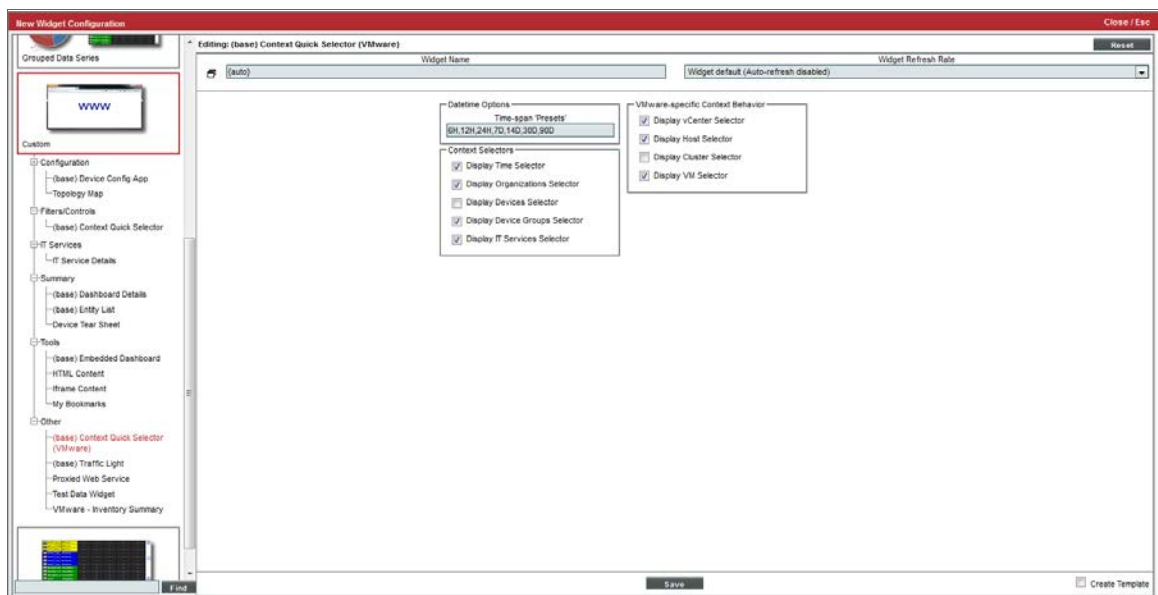 New Widget Configuration
Close / Esc
Grouped Data Series
www
Custom
Configuration
(base) Device Config App
Topology Map
Filters/Controls
(base) Context Quick Selector
IT Services
IT Service Details
Summary
(base) Dashboard Details
(base) Entity List
Device Tear Sheet
Tools
(base) Embedded Dashboard
HTML Content
Iframe Content
My Bookmarks
Other
(base) Context Quick Selector
(VMware)
(base) Traffic Light
Proxied Web Service
Test Data Widget
VMware - Inventory Summary
Find
Editing: (base) Context Quick Selector (VMware)
Reset
Widget Name
Widget Refresh Rate
{auto}
Widget default (Auto-refresh disabled)
Datetime Options
Time-span 'Presets'
6H,12H,24H,7D,14D,30D,90D
Context Selectors
Display Time Selector
Display Organizations Selector
Display Devices Selector
Display Device Groups Selector
Display IT Services Selector
VMware-specific Context Behavior
Display vCenter Selector
Display Host Selector
Display Cluster Selector
Display VM Selector
Save
Create Template